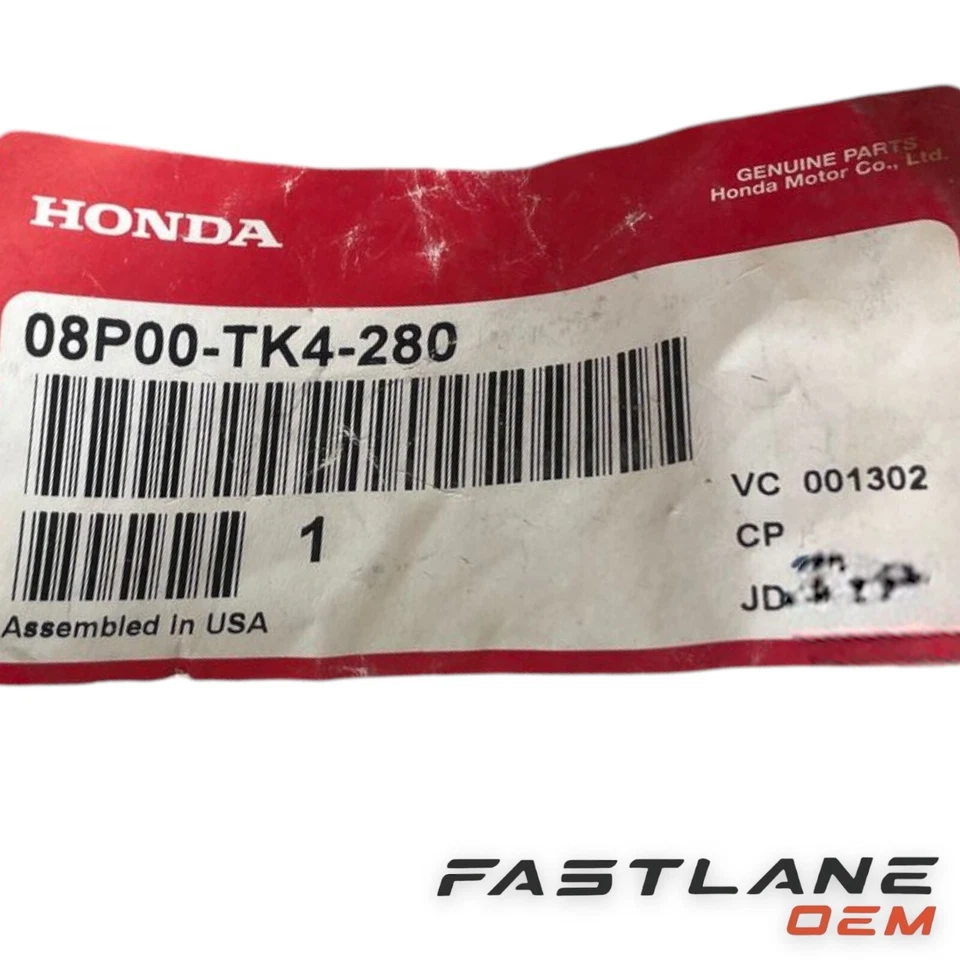 GENUINE PARTS
Honda Motor Co., Ltd.
HONDA
08P00-TK4-280
1
VC 001302
CP
JD
Assembled in USA
FASTLANE
OEM